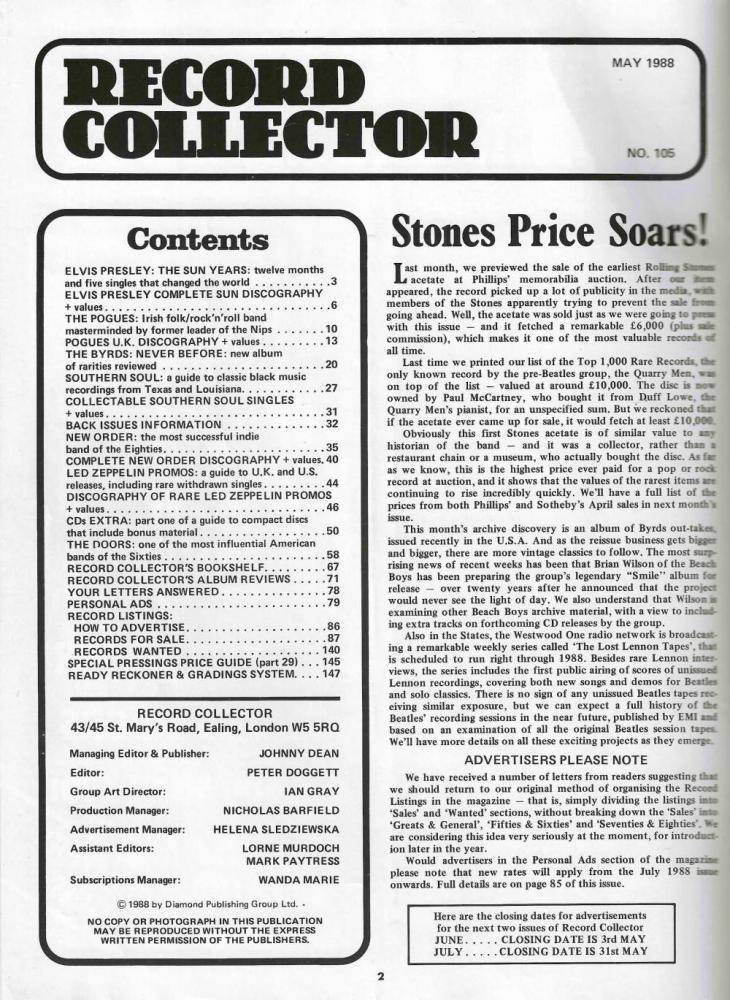 RECORD
COLLECTOR
MAY 1988
NO. 105
Contents
ELVIS PRESLEY: THE SUN YEARS: twelve months
and five singles that changed the world . . . . . . . . . . . 3
ELVIS PRESLEY COMPLETE SUN DISCOGRAPHY
+ values . . . . . . . . . . . . . . . . . . . . . . . . . . . . . . . 6
THE POGUES: Irish folk/rock'n'roll band
masterminded by former leader of the Nips . . . . . . . 10
POGUES U.K. DISCOGRAPHY + values . . . . . . . . . 13
THE BYRDS: NEVER BEFORE: new album
of rarities reviewed . . . . . . . . . . . . . . . . . . . . . . . 20
SOUTHERN SOUL: a guide to classic black music
recordings from Texas and Louisiana. . . . . . . . . . . . 27
COLLECTABLE SOUTHERN SOUL SINGLES
+ values . . . . . . . . . . . . . . . . . . . . . . . . . . . . . . 31
BACK ISSUES INFORMATION . . . . . . . . . . . . . . 32
NEW ORDER: the most successful indie
band of the Eighties. . . . . . . . . . . . . . . . . . . . . . . 35
COMPLETE NEW ORDER DISCOGRAPHY + values, 40
LED ZEPPELIN PROMOS: a guide to U.K. and U.S.
releases, including rare withdrawn singles . . . . . . . . 44
DISCOGRAPHY OF RARE LED ZEPPELIN PROMOS
+ values . . . . . . . . . . . . . . . . . . . . . . . . . . . . . . 46
CDs EXTRA: part one of a guide to compact discs
that include bonus material . . . . . . . . . . . . . . . . . 50
THE DOORS: one of the most influential American
bands of the Sixties . . . . . . . . . . . . . . . . . . . . . . . 58
RECORD COLLECTOR'S BOOKSHELF. . . . . . . . . 67
RECORD COLLECTOR'S ALBUM REVIEWS . . . . . 71
YOUR LETTERS ANSWERED . . . . . . . . . . . . . . . 78
PERSONAL ADS . . . . . . . . . . . . . . . . . . . . . . . . 79
RECORD LISTINGS:
HOW TO ADVERTISE. . . . . . . . . . . . . . . . . . . . 86
RECORDS FOR SALE. . . . . . . . . . . . . . . . . . . . 87
RECORDS WANTED . . . . . . . . . . . . . . . . . . . 140
SPECIAL PRESSINGS PRICE GUIDE (part 29) . . . 145
READY RECKONER & GRADINGS SYSTEM. . . . 147
RECORD COLLECTOR
43/45 St. Mary's Road, Ealing, London W5 5RQ
Managing Editor & Publisher: JOHNNY DEAN
Editor: PETER DOGGETT
Group Art Director: IAN GRAY
Production Manager: NICHOLAS BARFIELD
Advertisement Manager: HELENA SLEDZIEWSKA
Assistant Editors: LORNE MURDOCH
MARK PAYTRESS
Subscriptions Manager: WANDA MARIE
© 1988 by Diamond Publishing Group Ltd. .
NO COPY OR PHOTOGRAPH IN THIS PUBLICATION
MAY BE REPRODUCED WITHOUT THE EXPRESS
WRITTEN PERMISSION OF THE PUBLISHERS.
Stones Price Soars!
Last month, we previewed the sale of the earliest Rolling Stones
acetate at Phillips' memorabilia auction. After our item
appeared, the record picked up a lot of publicity in the media, with
members of the Stones apparently trying to prevent the sale from
going ahead. Well, the acetate was sold just as we were going to press
with this issue — and it fetched a remarkable £6,000 (plus sale
commission), which makes it one of the most valuable records of
all time.
Last time we printed our list of the Top 1,000 Rare Records, the
only known record by the pre-Beatles group, the Quarry Men, was
on top of the list — valued at around £10,000. The disc is now
owned by Paul McCartney, who bought it from Duff Lowe, the
Quarry Men's pianist, for an unspecified sum. But we reckoned that
if the acetate ever came up for sale, it would fetch at least £10,000.
Obviously this first Stones acetate is of similar value to any
historian of the band — and it was a collector, rather than a
restaurant chain or a museum, who actually bought the disc. As far
as we know, this is the highest price ever paid for a pop or rock
record at auction, and it shows that the values of the rarest items are
continuing to rise incredibly quickly. We'll have a full list of the
prices from both Phillips' and Sotheby's April sales in next month's
issue.
This month's archive discovery is an album of Byrds out-takes,
issued recently in the U.S.A. And as the reissue business gets bigger
and bigger, there are more vintage classics to follow. The most surp-
rising news of recent weeks has been that Brian Wilson of the Beach
Boys has been preparing the group's legendary "Smile" album for
release — over twenty years after he announced that the project
would never see the light of day. We also understand that Wilson is
examining other Beach Boys archive material, with a view to includ-
ing extra tracks on forthcoming CD releases by the group.
Also in the States, the Westwood One radio network is broadcast-
ing a remarkable weekly series called 'The Lost Lennon Tapes', that
is scheduled to run right through 1988. Besides rare Lennon inter-
views, the series includes the first public airing of scores of unissued
Lennon recordings, covering both new songs and demos for Beatles
and solo classics. There is no sign of any unissued Beatles tapes rec-
eiving similar exposure, but we can expect a full history of the
Beatles' recording sessions in the near future, published by EMI and
based on an examination of all the original Beatles session tapes.
We'll have more details on all these exciting projects as they emerge.
ADVERTISERS PLEASE NOTE
We have received a number of letters from readers suggesting that
we should return to our original method of organising the Record
Listings in the magazine — that is, simply dividing the listings into
'Sales' and 'Wanted' sections, without breaking down the 'Sales' into
'Greats & General', 'Fifties & Sixties' and 'Seventies & Eighties'. We
are considering this idea very seriously at the moment, for introduct-
ion later in the year.
Would advertisers in the Personal Ads section of the magazine
please note that new rates will apply from the July 1988 issue
onwards. Full details are on page 85 of this issue.
Here are the closing dates for advertisements
for the next two issues of Record Collector
JUNE . . . . . CLOSING DATE IS 3rd MAY
JULY . . . . . CLOSING DATE IS 31st MAY
2